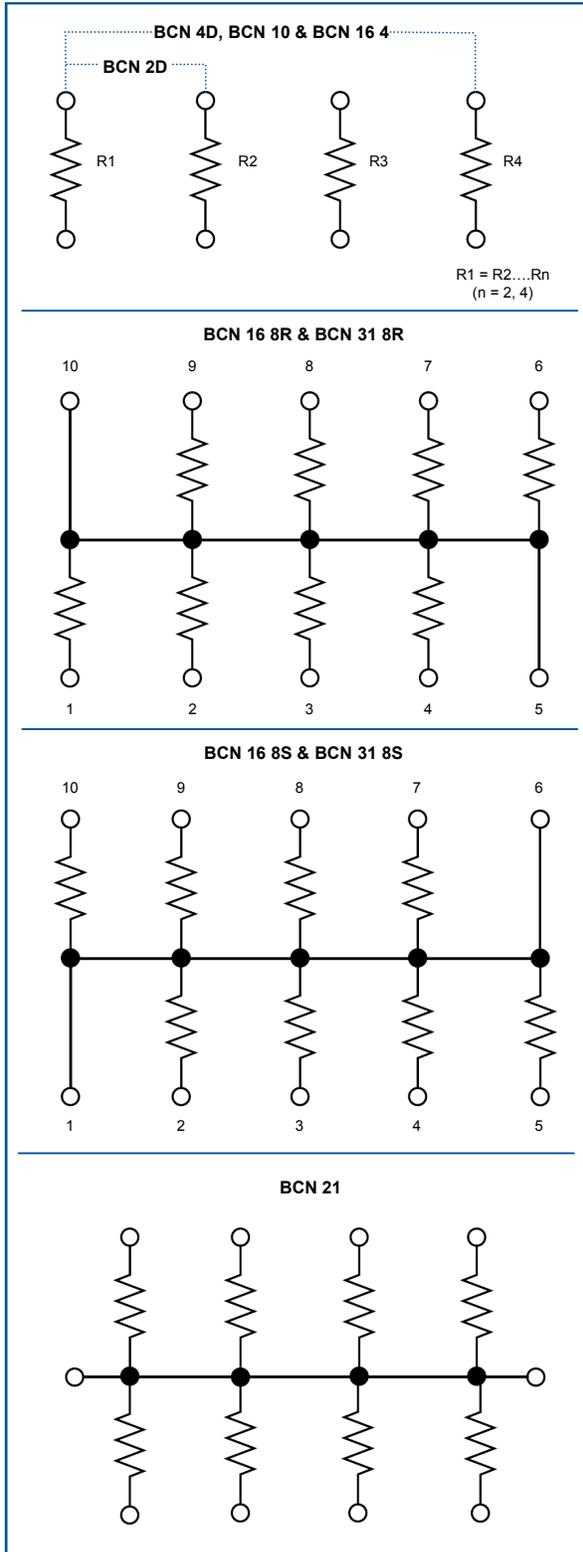 BCN 4D, BCN 10 & BCN 16 4
BCN 2D
R1 R2 R3 R4
R1 = R2....Rn
(n = 2, 4)
BCN 16 8R & BCN 31 8R
10 9 8 7 6
1 2 3 4 5
BCN 16 8S & BCN 31 8S
10 9 8 7 6
1 2 3 4 5
BCN 21